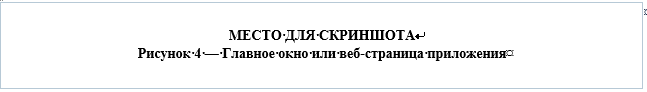 МЕСТО ДЛЯ СКРИНШОТА
Рисунок 4 — Главное окно или веб-страница приложения